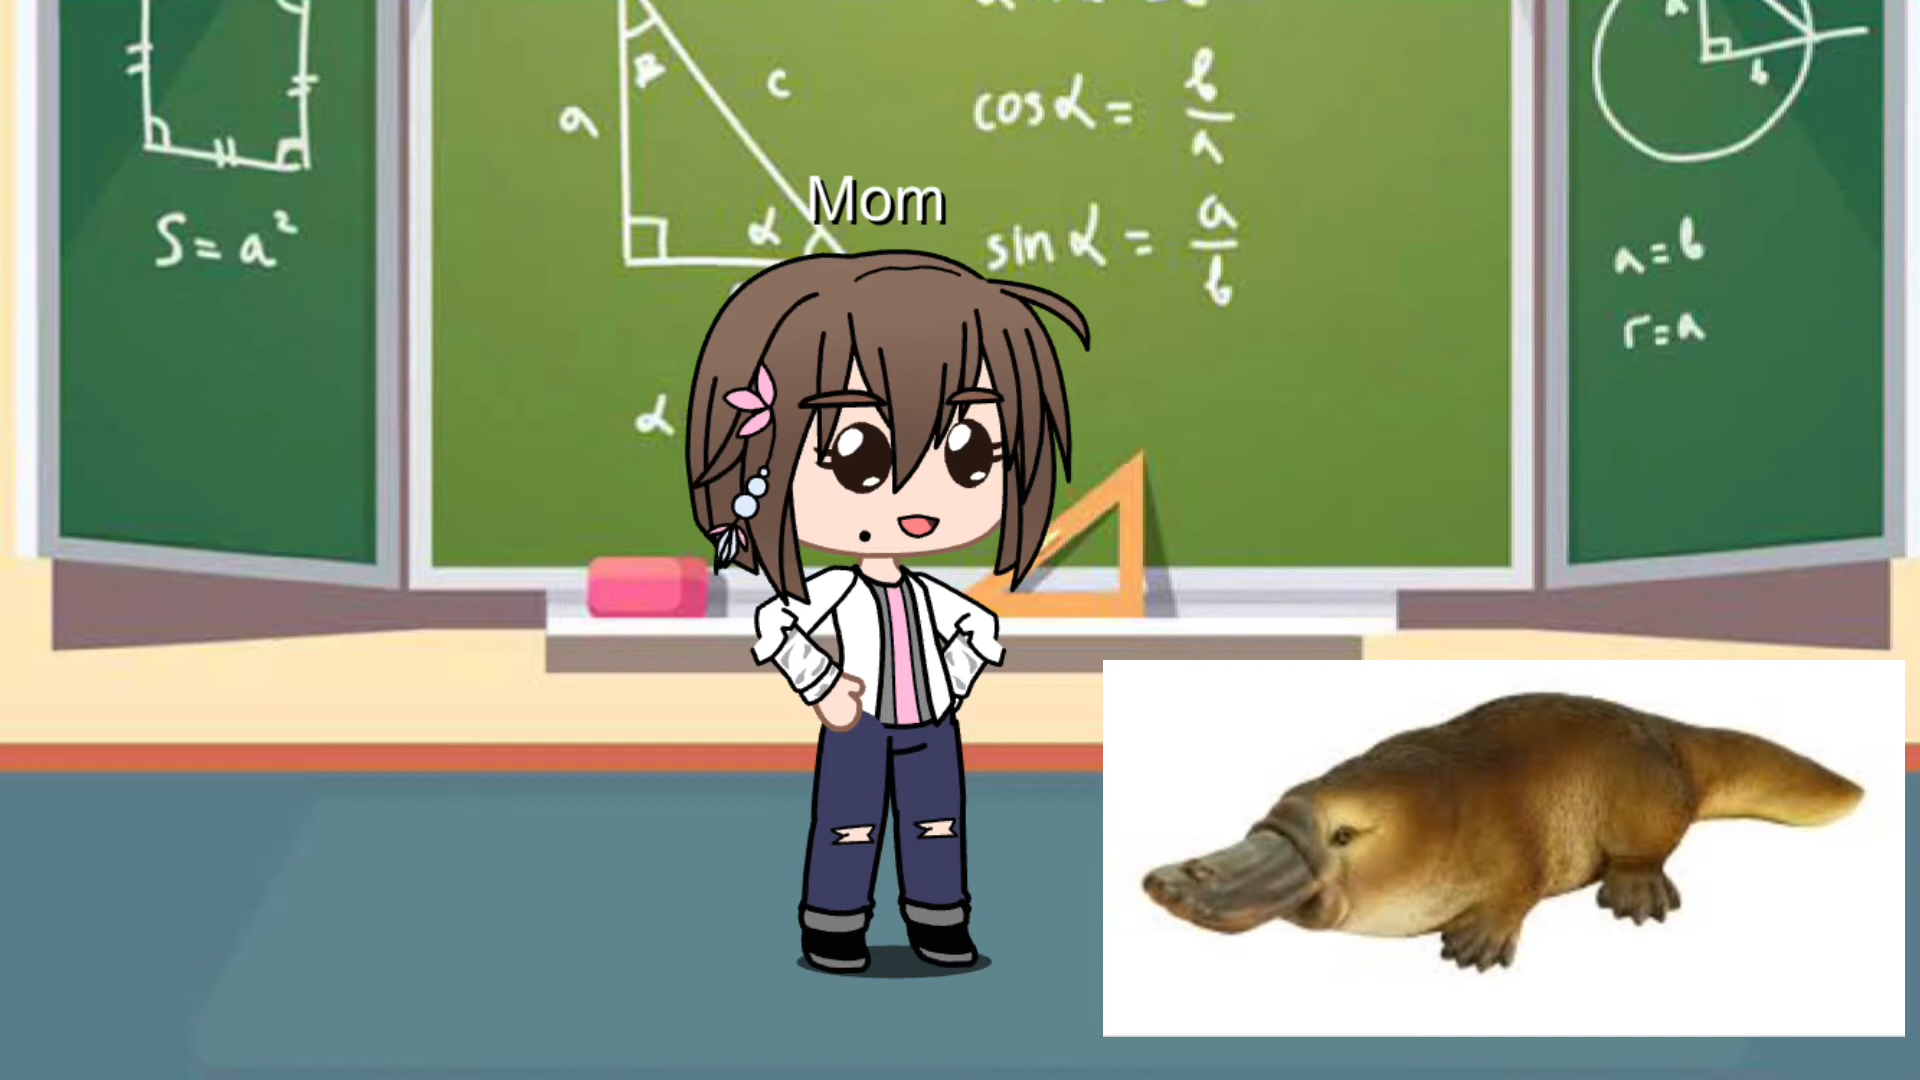 S = a²
a
β
c
α
cos α = b/a
sin α = a/b
Mom
α
a
b
a = b
r = a